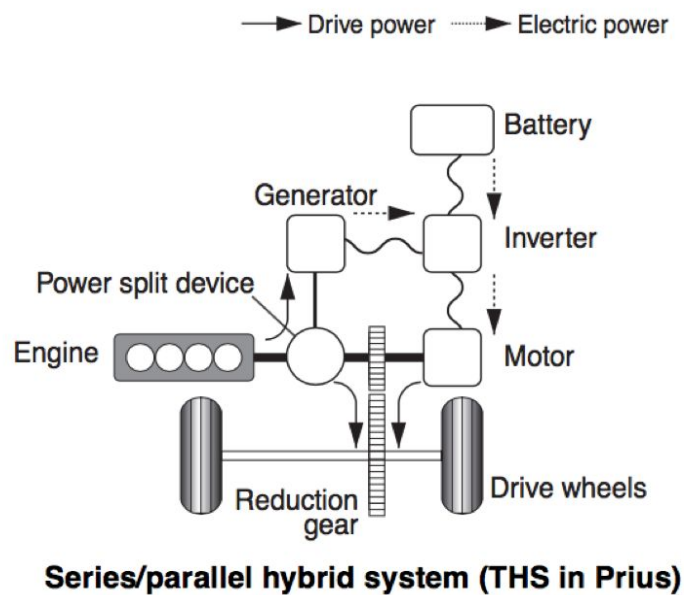 Drive power
Electric power
Battery
Generator
Inverter
Power split device
Engine
Motor
Drive wheels
Reduction
gear
Series/parallel hybrid system (THS in Prius)